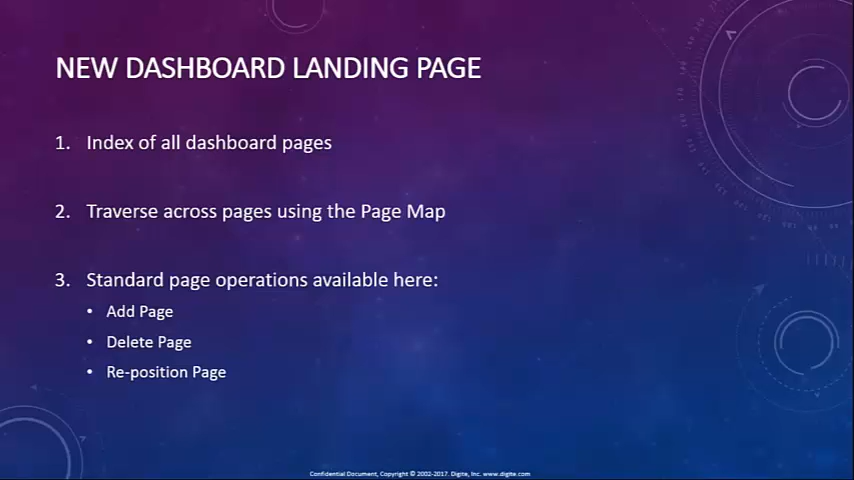 NEW DASHBOARD LANDING PAGE
1. Index of all dashboard pages
2. Traverse across pages using the Page Map
3. Standard page operations available here:
• Add Page
• Delete Page
• Re-position Page
Confidential Document, Copyright © 2002-2017. Digite, Inc. www.digite.com